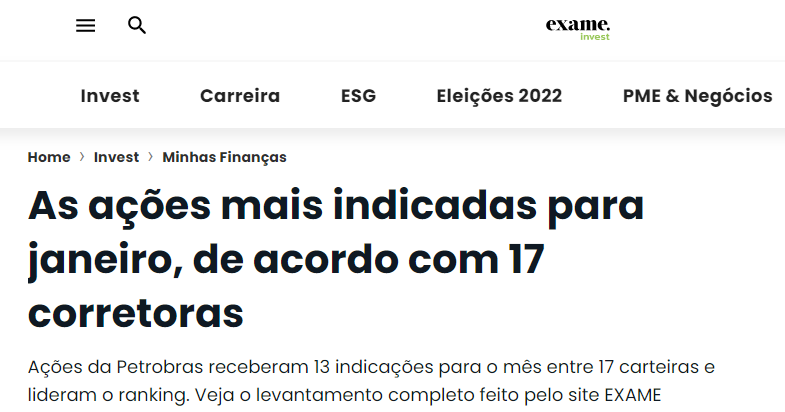 exame.
invest
Invest Carreira ESG Eleições 2022 PME & Negócios
Home > Invest > Minhas Finanças
As ações mais indicadas para
janeiro, de acordo com 17
corretoras
Ações da Petrobras receberam 13 indicações para o mês entre 17 carteiras e
lideram o ranking. Veja o levantamento completo feito pelo site EXAME